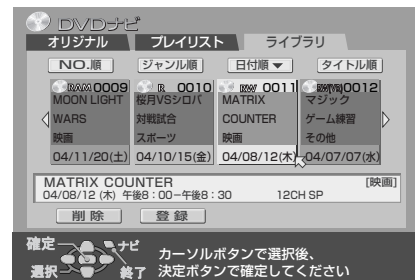 DVDナビ
オリジナル プレイリスト ライブラリ
NO.順 ジャンル順 日付順▼ タイトル順
RAM 0009 R 0010 RW 0011 RW(VR) 0012
MOON LIGHT 桜月VSシロバ MATRIX マジック
WARS 対戦試合 COUNTER ゲーム練習
映画 スポーツ 映画 その他
04/11/20(土) 04/10/15(金) 04/08/12(木) 04/07/07(水)
MATRIX COUNTER [映画]
04/08/12 (木) 午後8:00−午後8:30 12CH SP
削除 登録
確定 ナビ
カーソルボタンで選択後、
選択 終了 決定ボタンで確定してください